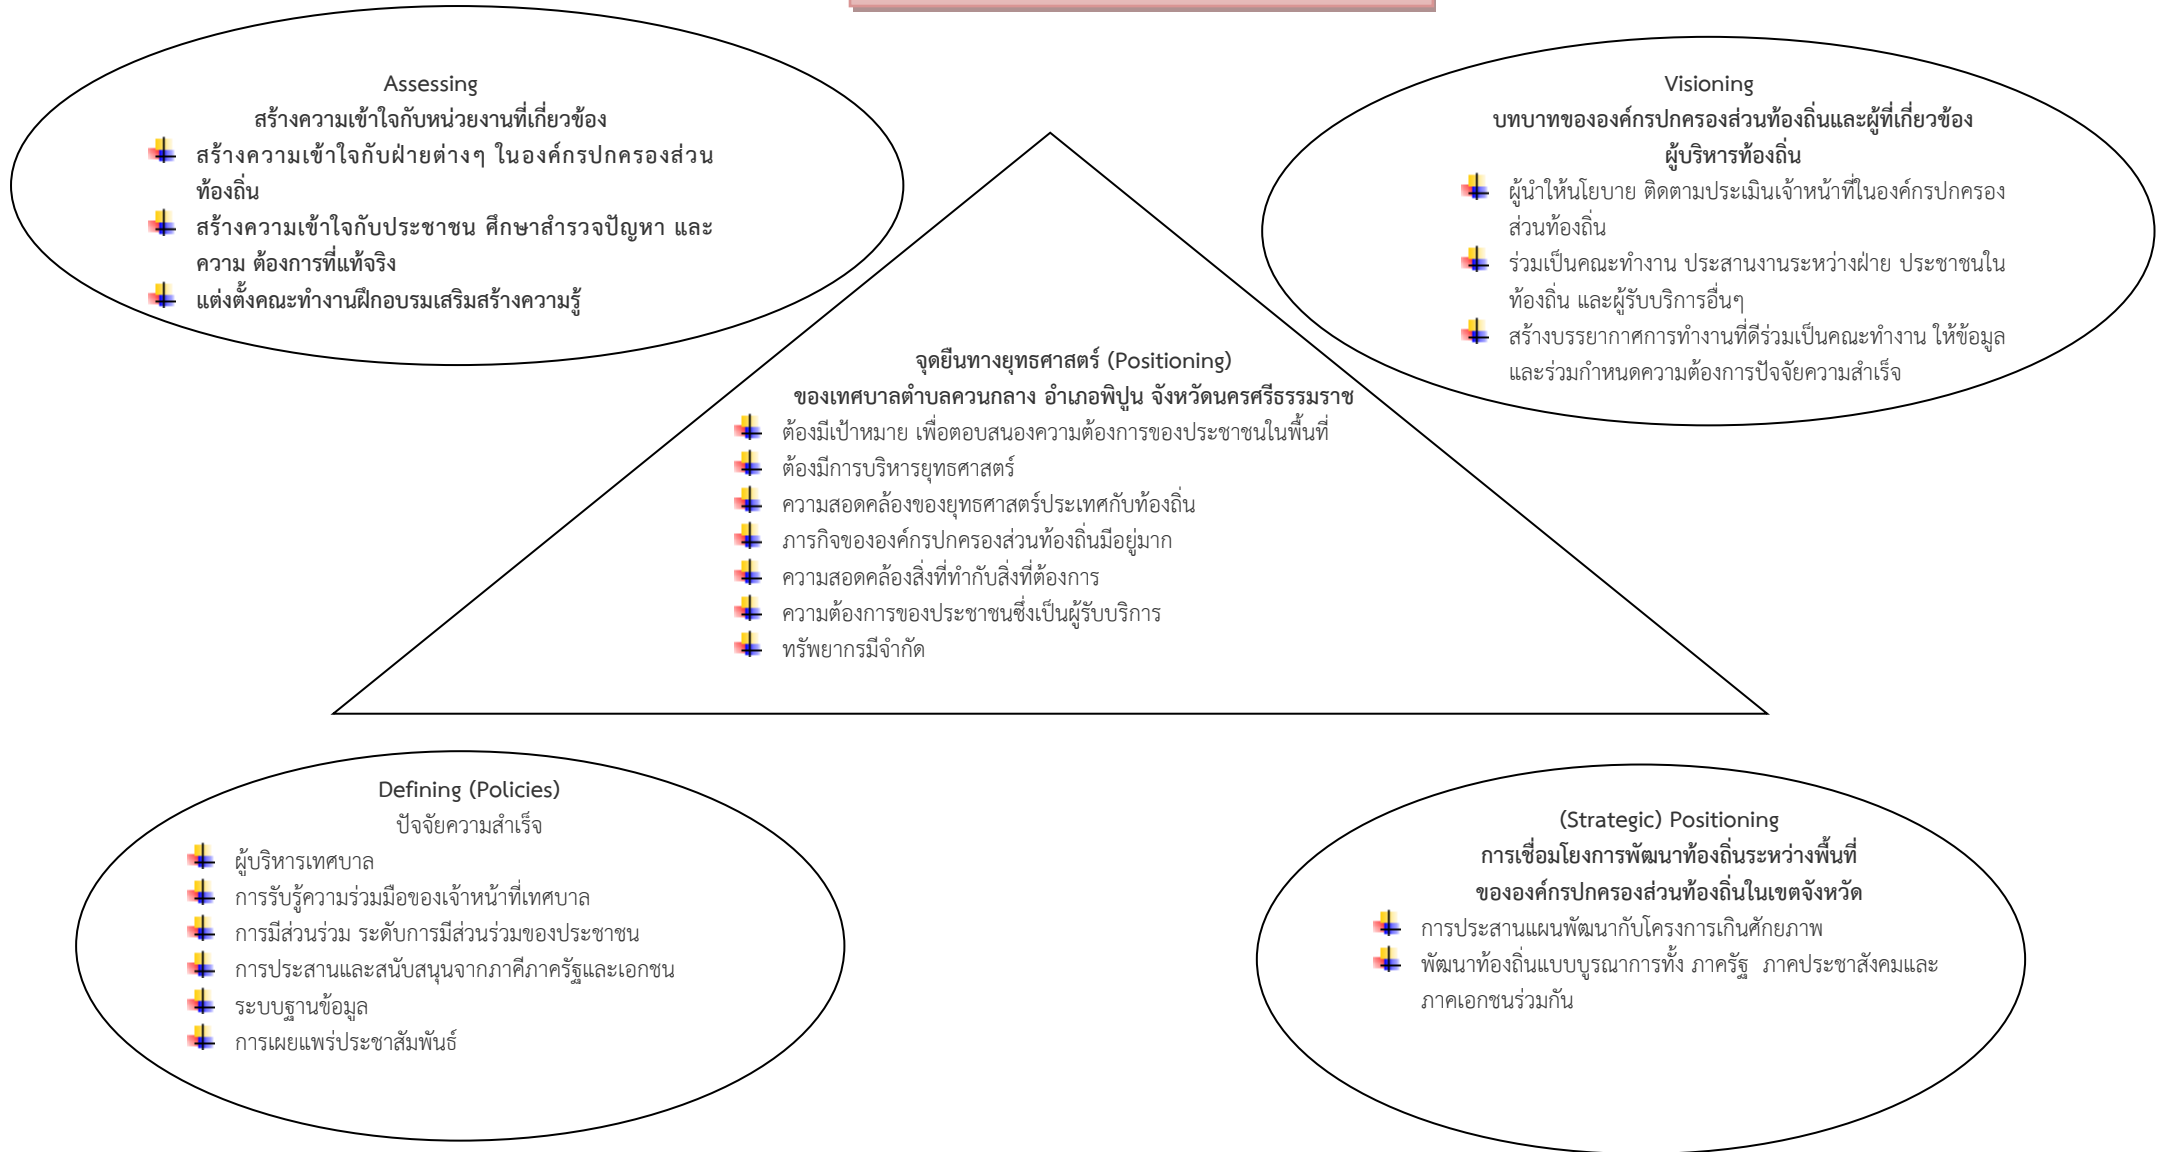 Assessing
สร้างความเข้าใจกับหน่วยงานที่เกี่ยวข้อง
สร้างความเข้าใจกับฝ่ายต่างๆ ในองค์กรปกครองส่วน
ท้องถิ่น
สร้างความเข้าใจกับประชาชน ศึกษาสำรวจปัญหา และ
ความ ต้องการที่แท้จริง
แต่งตั้งคณะทำงานฝึกอบรมเสริมสร้างความรู้
Visioning
บทบาทขององค์กรปกครองส่วนท้องถิ่นและผู้ที่เกี่ยวข้อง
ผู้บริหารท้องถิ่น
ผู้นำให้นโยบาย ติดตามประเมินเจ้าหน้าที่ในองค์กรปกครอง
ส่วนท้องถิ่น
ร่วมเป็นคณะทำงาน ประสานงานระหว่างฝ่าย ประชาชนใน
ท้องถิ่น และผู้รับบริการอื่นๆ
สร้างบรรยากาศการทำงานที่ดีร่วมเป็นคณะทำงาน ให้ข้อมูล
และร่วมกำหนดความต้องการปัจจัยความสำเร็จ
จุดยืนทางยุทธศาสตร์ (Positioning)
ของเทศบาลตำบลควนกลาง อำเภอพิปูน จังหวัดนครศรีธรรมราช
ต้องมีเป้าหมาย เพื่อตอบสนองความต้องการของประชาชนในพื้นที่
ต้องมีการบริหารยุทธศาสตร์
ความสอดคล้องของยุทธศาสตร์ประเทศกับท้องถิ่น
ภารกิจขององค์กรปกครองส่วนท้องถิ่นมีอยู่มาก
ความสอดคล้องสิ่งที่ทำกับสิ่งที่ต้องการ
ความต้องการของประชาชนซึ่งเป็นผู้รับบริการ
ทรัพยากรมีจำกัด
Defining (Policies)
ปัจจัยความสำเร็จ
ผู้บริหารเทศบาล
การรับรู้ความร่วมมือของเจ้าหน้าที่เทศบาล
การมีส่วนร่วม ระดับการมีส่วนร่วมของประชาชน
การประสานและสนับสนุนจากภาคีภาครัฐและเอกชน
ระบบฐานข้อมูล
การเผยแพร่ประชาสัมพันธ์
(Strategic) Positioning
การเชื่อมโยงการพัฒนาท้องถิ่นระหว่างพื้นที่
ขององค์กรปกครองส่วนท้องถิ่นในเขตจังหวัด
การประสานแผนพัฒนากับโครงการเกินศักยภาพ
พัฒนาท้องถิ่นแบบบูรณาการทั้ง ภาครัฐ ภาคประชาสังคมและ
ภาคเอกชนร่วมกัน